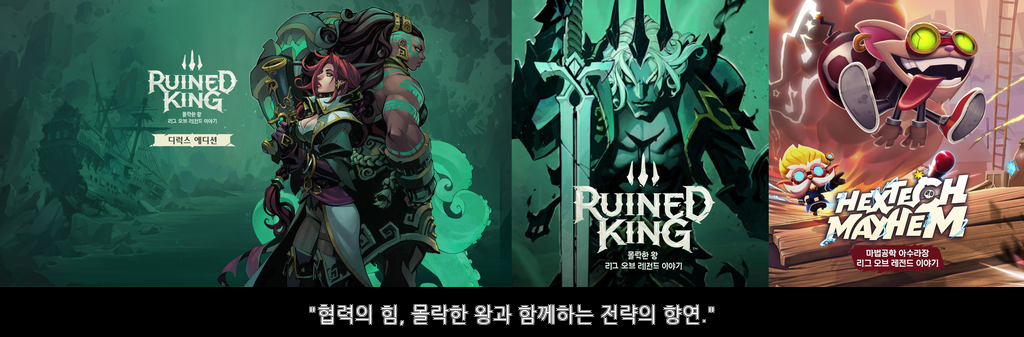 RUINED
KING
몰락한 왕
리그 오브 레전드 이야기
디럭스 에디션
RUINED
KING
몰락한 왕
리그 오브 레전드 이야기
HEXTECH
MAYHEM
마법공학 아수라장
리그 오브 레전드 이야기
"협력의 힘, 몰락한 왕과 함께하는 전략의 향연."